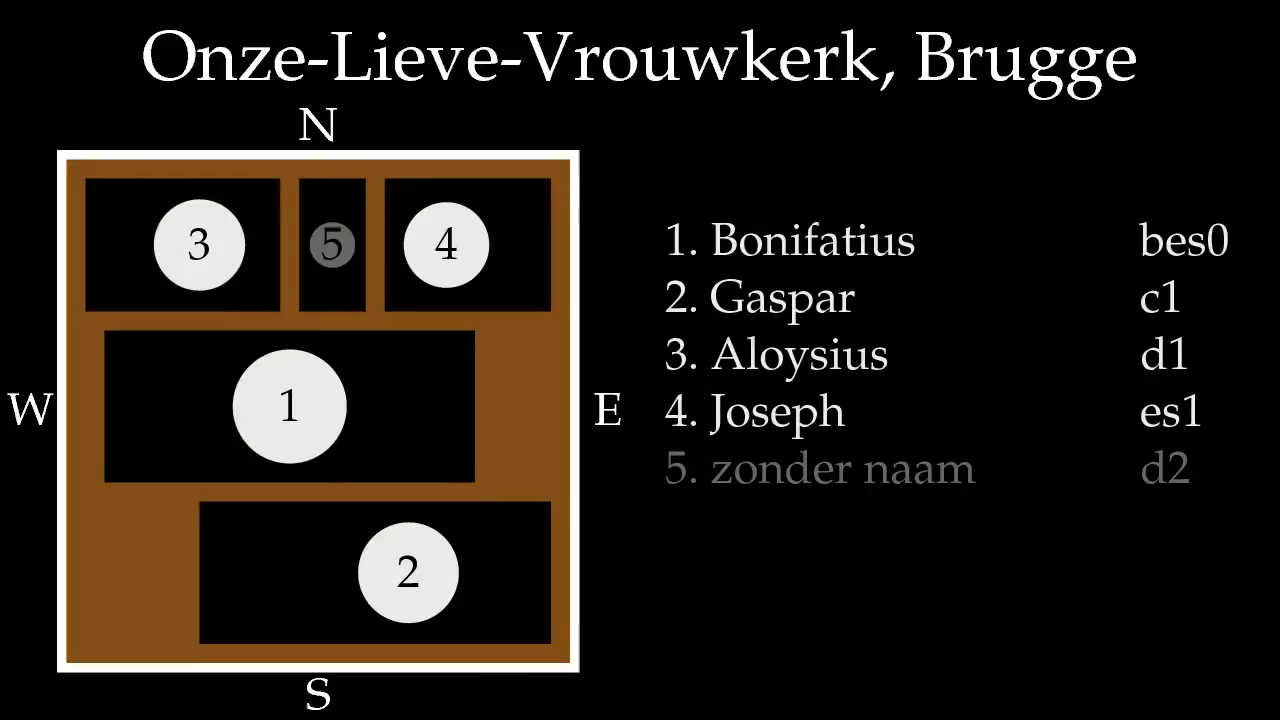 Onze-Lieve-Vrouwkerk, Brugge
N
3 5 4
1
W E
2
S
1. Bonifatius bes0
2. Gaspar c1
3. Aloysius d1
4. Joseph es1
5. zonder naam d2